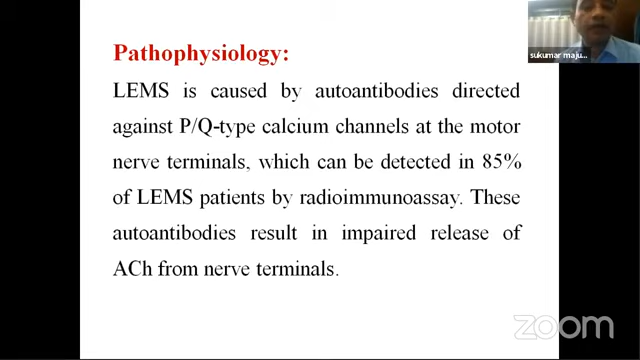 Pathophysiology:
LEMS is caused by autoantibodies directed
against P/Q-type calcium channels at the motor
nerve terminals, which can be detected in 85%
of LEMS patients by radioimmunoassay. These
autoantibodies result in impaired release of
ACh from nerve terminals.
sukumar maju...
zoom